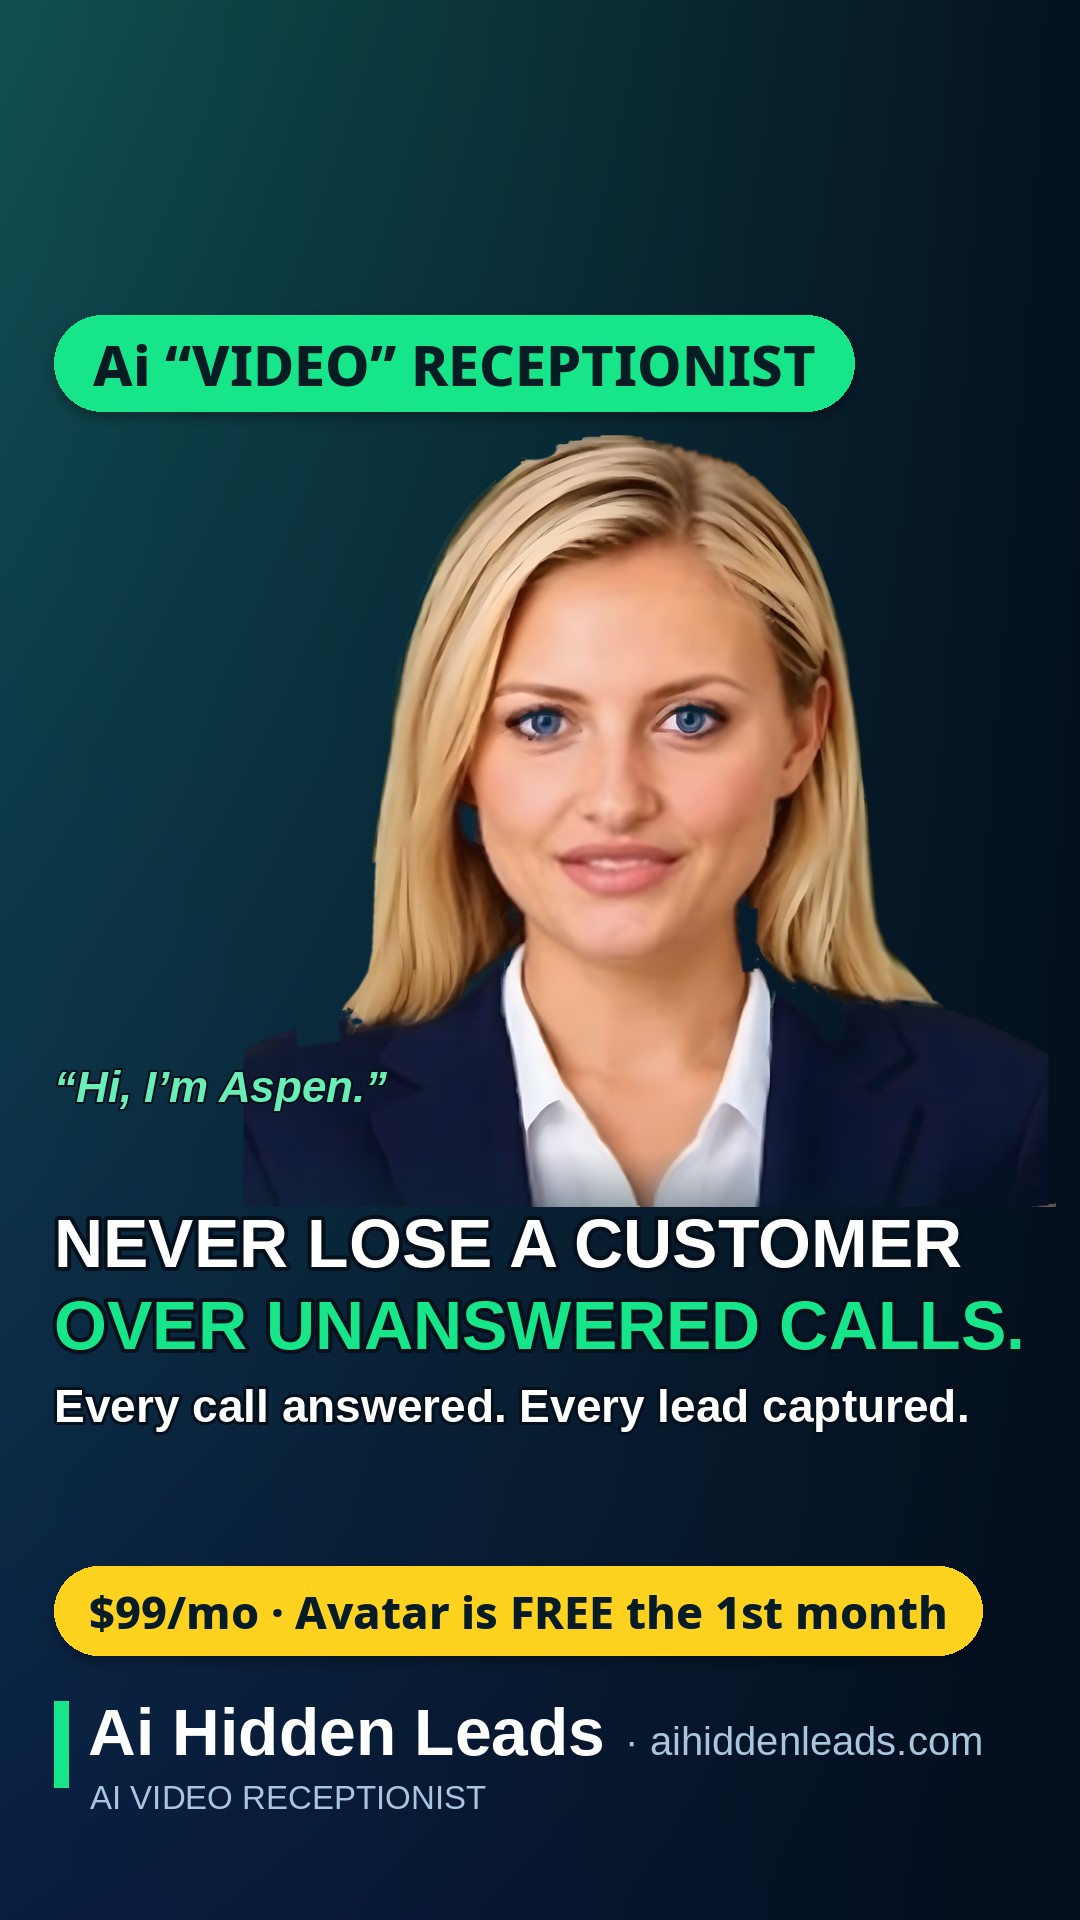 Ai “VIDEO” RECEPTIONIST
“Hi, I’m Aspen.”
NEVER LOSE A CUSTOMER
OVER UNANSWERED CALLS.
Every call answered. Every lead captured.
$99/mo · Avatar is FREE the 1st month
Ai Hidden Leads · aihiddenleads.com
AI VIDEO RECEPTIONIST